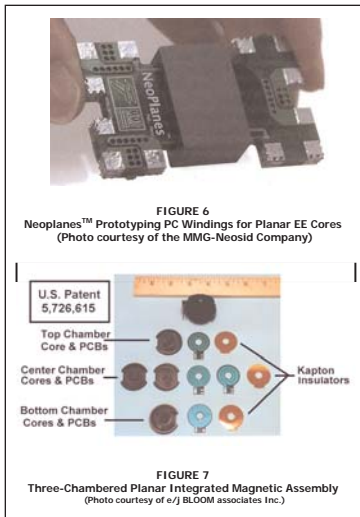 NeoPlanes
FIGURE 6
Neoplanes™ Prototyping PC Windings for Planar EE Cores
(Photo courtesy of the MMG-Neosid Company)
U.S. Patent
5,726,615
Top Chamber
Core & PCBs
Center Chamber
Cores & PCBs
Bottom Chamber
Cores & PCBs
Kapton
Insulators
FIGURE 7
Three-Chambered Planar Integrated Magnetic Assembly
(Photo courtesy of e/j BLOOM associates Inc.)